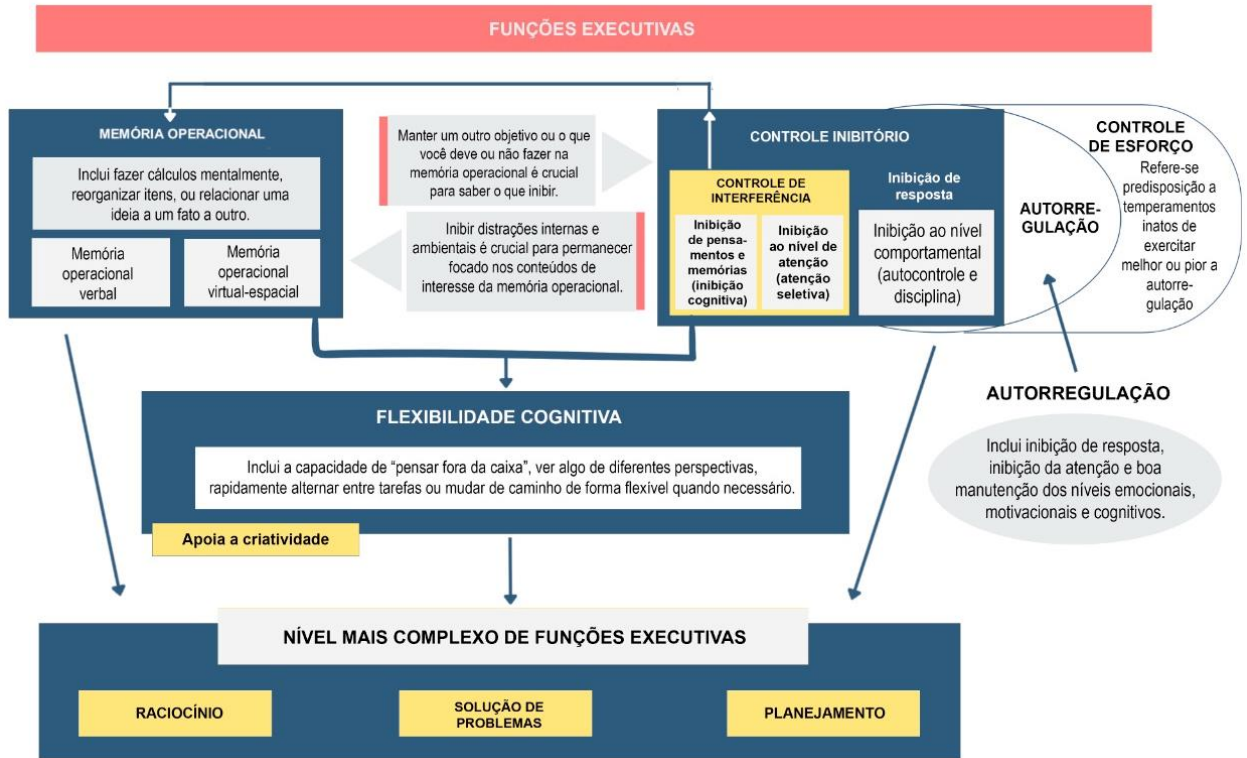 FUNÇÕES EXECUTIVAS
MEMÓRIA OPERACIONAL
Inclui fazer cálculos mentalmente,
reorganizar itens, ou relacionar uma
ideia a um fato a outro.
Memória
operacional
verbal
Memória
operacional
virtual-espacial
Manter um outro objetivo ou o que
você deve ou não fazer na
memória operacional é crucial
para saber o que inibir.
Inibir distrações internas e
ambientais é crucial para permanecer
focado nos conteúdos de
interesse da memória operacional.
CONTROLE INIBITÓRIO
CONTROLE DE
INTERFERÊNCIA
Inibição
de pensa-
mentos e
memórias
(inibição
cognitiva)
Inibição
ao nível de
atenção
(atenção
seletiva)
Inibição de
resposta
Inibição ao nível
comportamental
(autocontrole e
disciplina)
AUTORRE-
GULAÇÃO
CONTROLE
DE ESFORÇO
Refere-se
predisposição a
temperamentos
inatos de
exercitar
melhor ou pior a
autorre-
gulação
FLEXIBILIDADE COGNITIVA
Inclui a capacidade de “pensar fora da caixa”, ver algo de diferentes perspectivas,
rapidamente alternar entre tarefas ou mudar de caminho de forma flexível quando necessário.
Apoia a criatividade
AUTORREGULAÇÃO
Inclui inibição de resposta,
inibição da atenção e boa
manutenção dos níveis emocionais,
motivacionais e cognitivos.
NÍVEL MAIS COMPLEXO DE FUNÇÕES EXECUTIVAS
RACIOCÍNIO
SOLUÇÃO DE
PROBLEMAS
PLANEJAMENTO